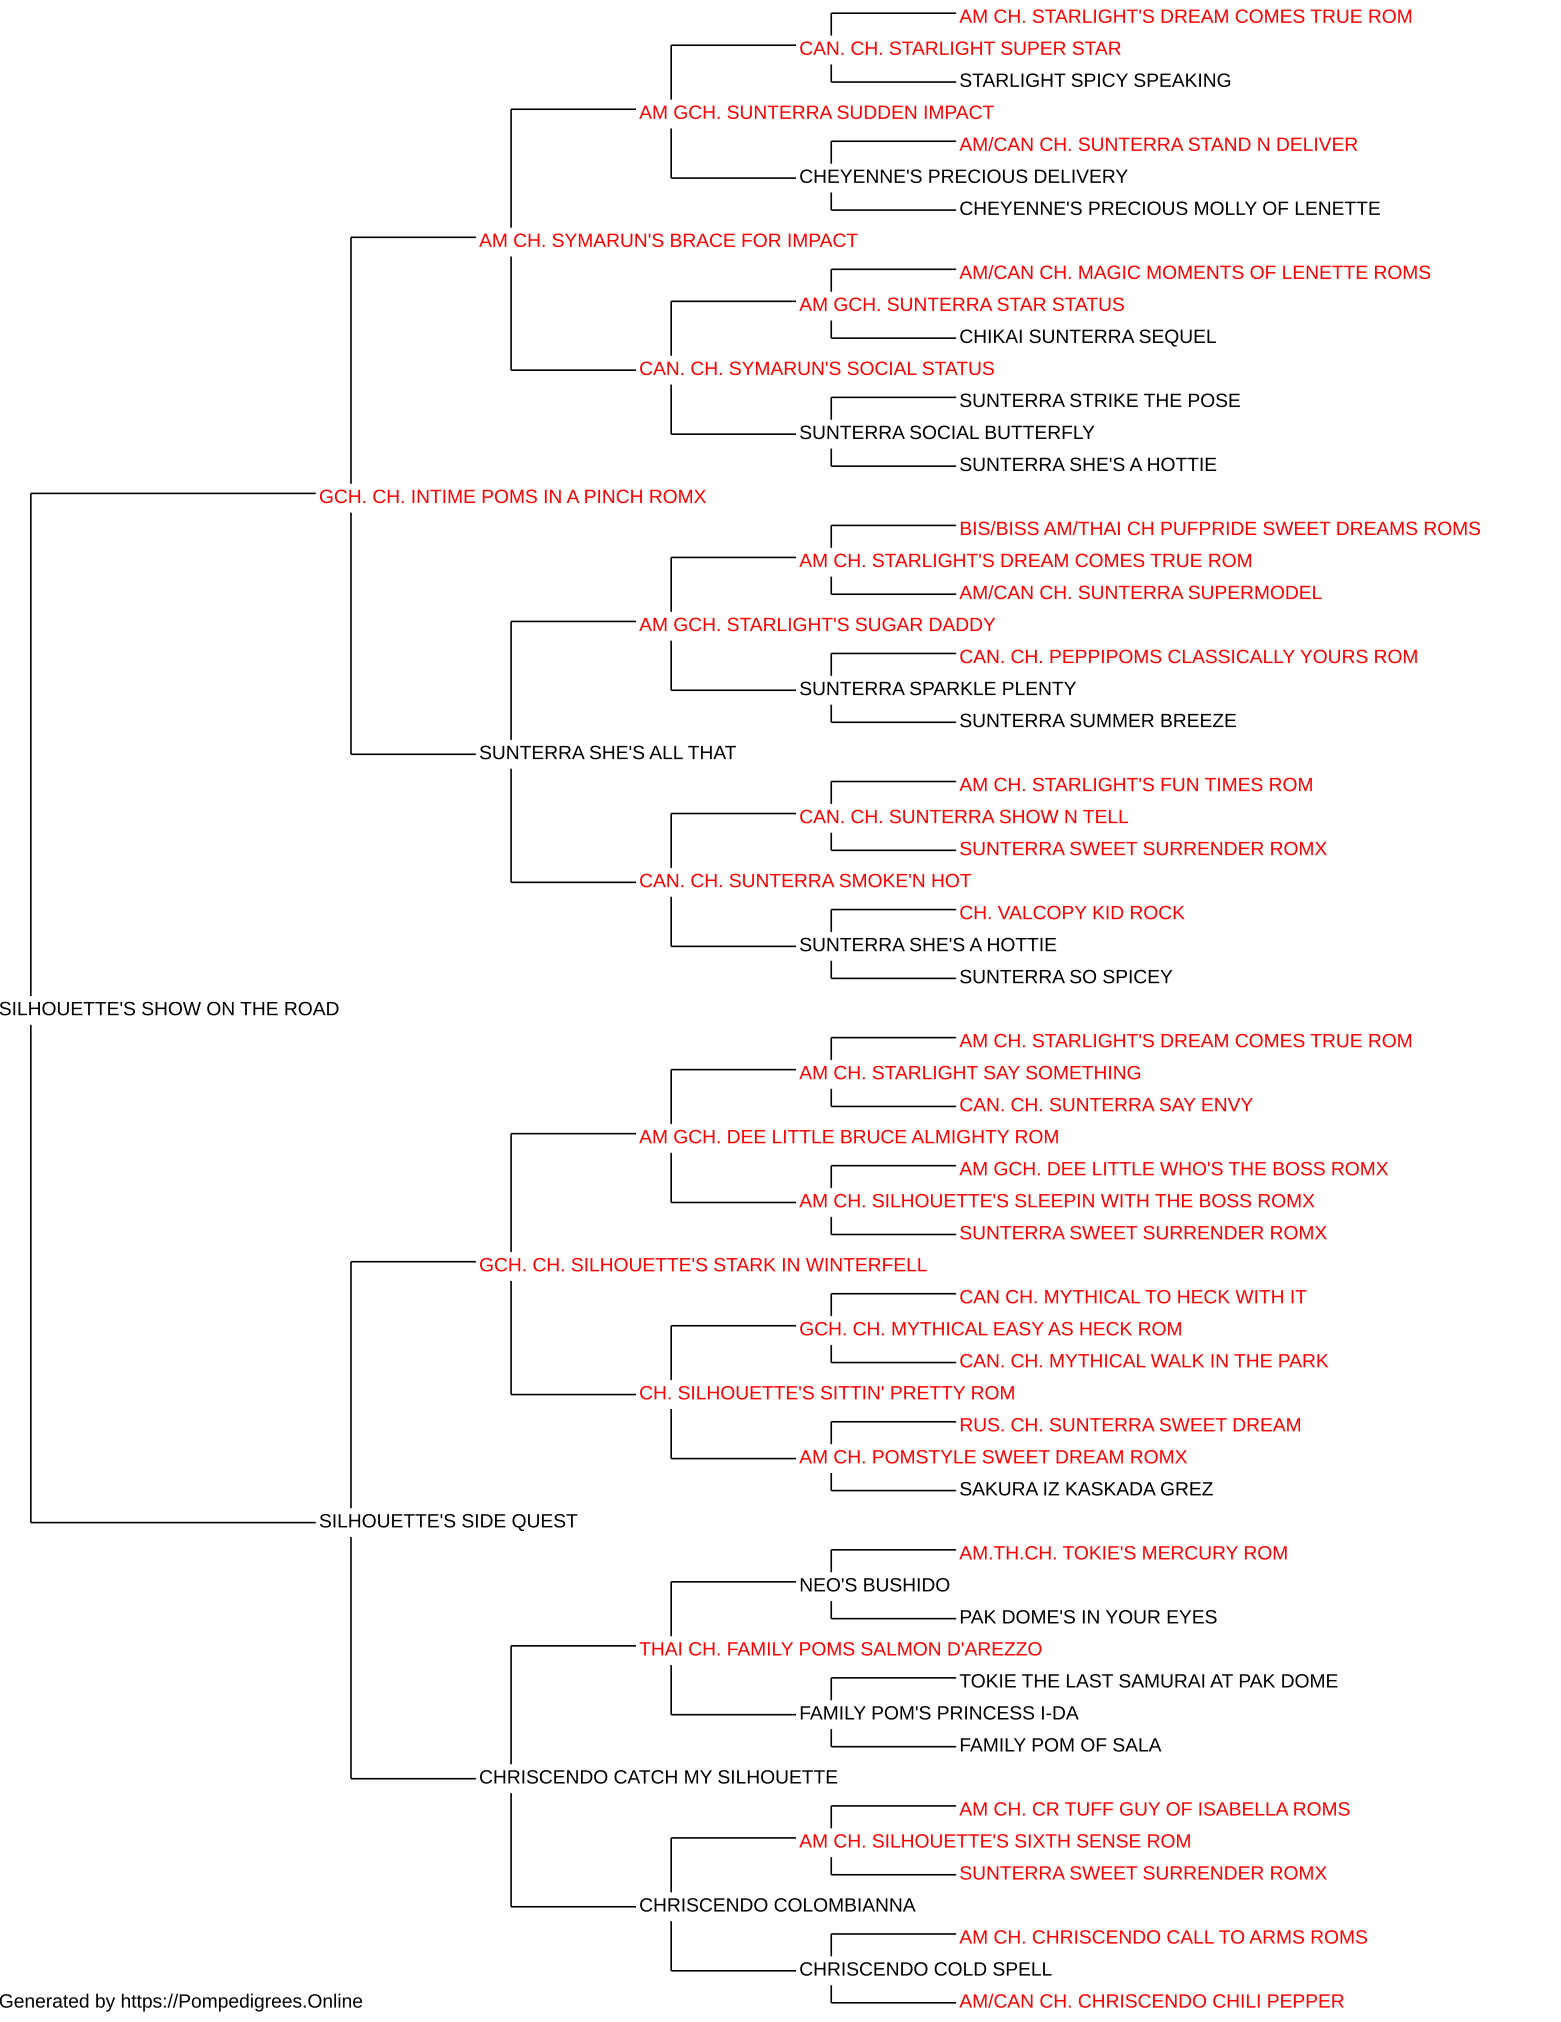 AM CH. STARLIGHT'S DREAM COMES TRUE ROM
CAN. CH. STARLIGHT SUPER STAR
STARLIGHT SPICY SPEAKING
AM GCH. SUNTERRA SUDDEN IMPACT
AM/CAN CH. SUNTERRA STAND N DELIVER
CHEYENNE'S PRECIOUS DELIVERY
CHEYENNE'S PRECIOUS MOLLY OF LENETTE
AM CH. SYMARUN'S BRACE FOR IMPACT
AM/CAN CH. MAGIC MOMENTS OF LENETTE ROMS
AM GCH. SUNTERRA STAR STATUS
CHIKAI SUNTERRA SEQUEL
CAN. CH. SYMARUN'S SOCIAL STATUS
SUNTERRA STRIKE THE POSE
SUNTERRA SOCIAL BUTTERFLY
SUNTERRA SHE'S A HOTTIE
GCH. CH. INTIME POMS IN A PINCH ROMX
BIS/BISS AM/THAI CH PUFPRIDE SWEET DREAMS ROMS
AM CH. STARLIGHT'S DREAM COMES TRUE ROM
AM/CAN CH. SUNTERRA SUPERMODEL
AM GCH. STARLIGHT'S SUGAR DADDY
CAN. CH. PEPPIPOMS CLASSICALLY YOURS ROM
SUNTERRA SPARKLE PLENTY
SUNTERRA SUMMER BREEZE
SUNTERRA SHE'S ALL THAT
AM CH. STARLIGHT'S FUN TIMES ROM
CAN. CH. SUNTERRA SHOW N TELL
SUNTERRA SWEET SURRENDER ROMX
CAN. CH. SUNTERRA SMOKE'N HOT
CH. VALCOPY KID ROCK
SUNTERRA SHE'S A HOTTIE
SUNTERRA SO SPICEY
SILHOUETTE'S SHOW ON THE ROAD
AM CH. STARLIGHT'S DREAM COMES TRUE ROM
AM CH. STARLIGHT SAY SOMETHING
CAN. CH. SUNTERRA SAY ENVY
AM GCH. DEE LITTLE BRUCE ALMIGHTY ROM
AM GCH. DEE LITTLE WHO'S THE BOSS ROMX
AM CH. SILHOUETTE'S SLEEPIN WITH THE BOSS ROMX
SUNTERRA SWEET SURRENDER ROMX
GCH. CH. SILHOUETTE'S STARK IN WINTERFELL
CAN CH. MYTHICAL TO HECK WITH IT
GCH. CH. MYTHICAL EASY AS HECK ROM
CAN. CH. MYTHICAL WALK IN THE PARK
CH. SILHOUETTE'S SITTIN' PRETTY ROM
RUS. CH. SUNTERRA SWEET DREAM
AM CH. POMSTYLE SWEET DREAM ROMX
SAKURA IZ KASKADA GREZ
SILHOUETTE'S SIDE QUEST
AM.TH.CH. TOKIE'S MERCURY ROM
NEO'S BUSHIDO
PAK DOME'S IN YOUR EYES
THAI CH. FAMILY POMS SALMON D'AREZZO
TOKIE THE LAST SAMURAI AT PAK DOME
FAMILY POM'S PRINCESS I-DA
FAMILY POM OF SALA
CHRISCENDO CATCH MY SILHOUETTE
AM CH. CR TUFF GUY OF ISABELLA ROMS
AM CH. SILHOUETTE'S SIXTH SENSE ROM
SUNTERRA SWEET SURRENDER ROMX
CHRISCENDO COLOMBIANNA
AM CH. CHRISCENDO CALL TO ARMS ROMS
CHRISCENDO COLD SPELL
AM/CAN CH. CHRISCENDO CHILI PEPPER
Generated by https://Pompedigrees.Online